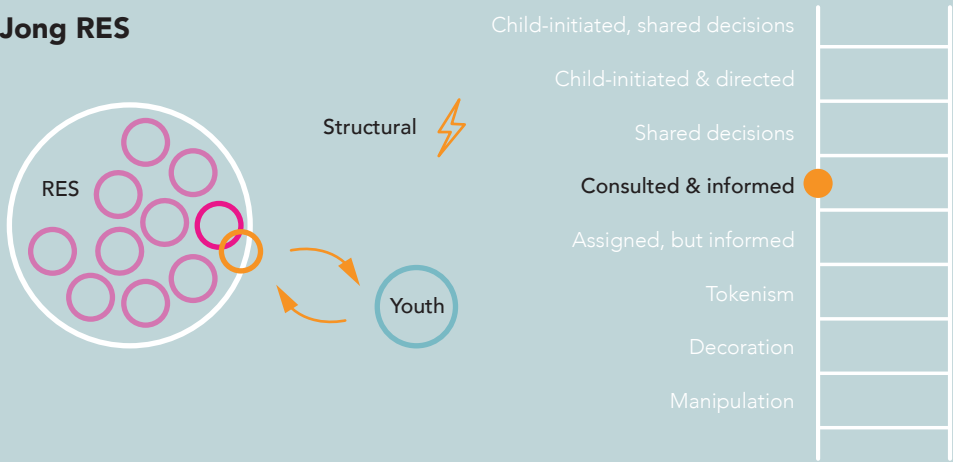 Jong RES
RES
Structural
Youth
Child-initiated, shared decisions
Child-initiated & directed
Shared decisions
Consulted & informed
Assigned, but informed
Tokenism
Decoration
Manipulation